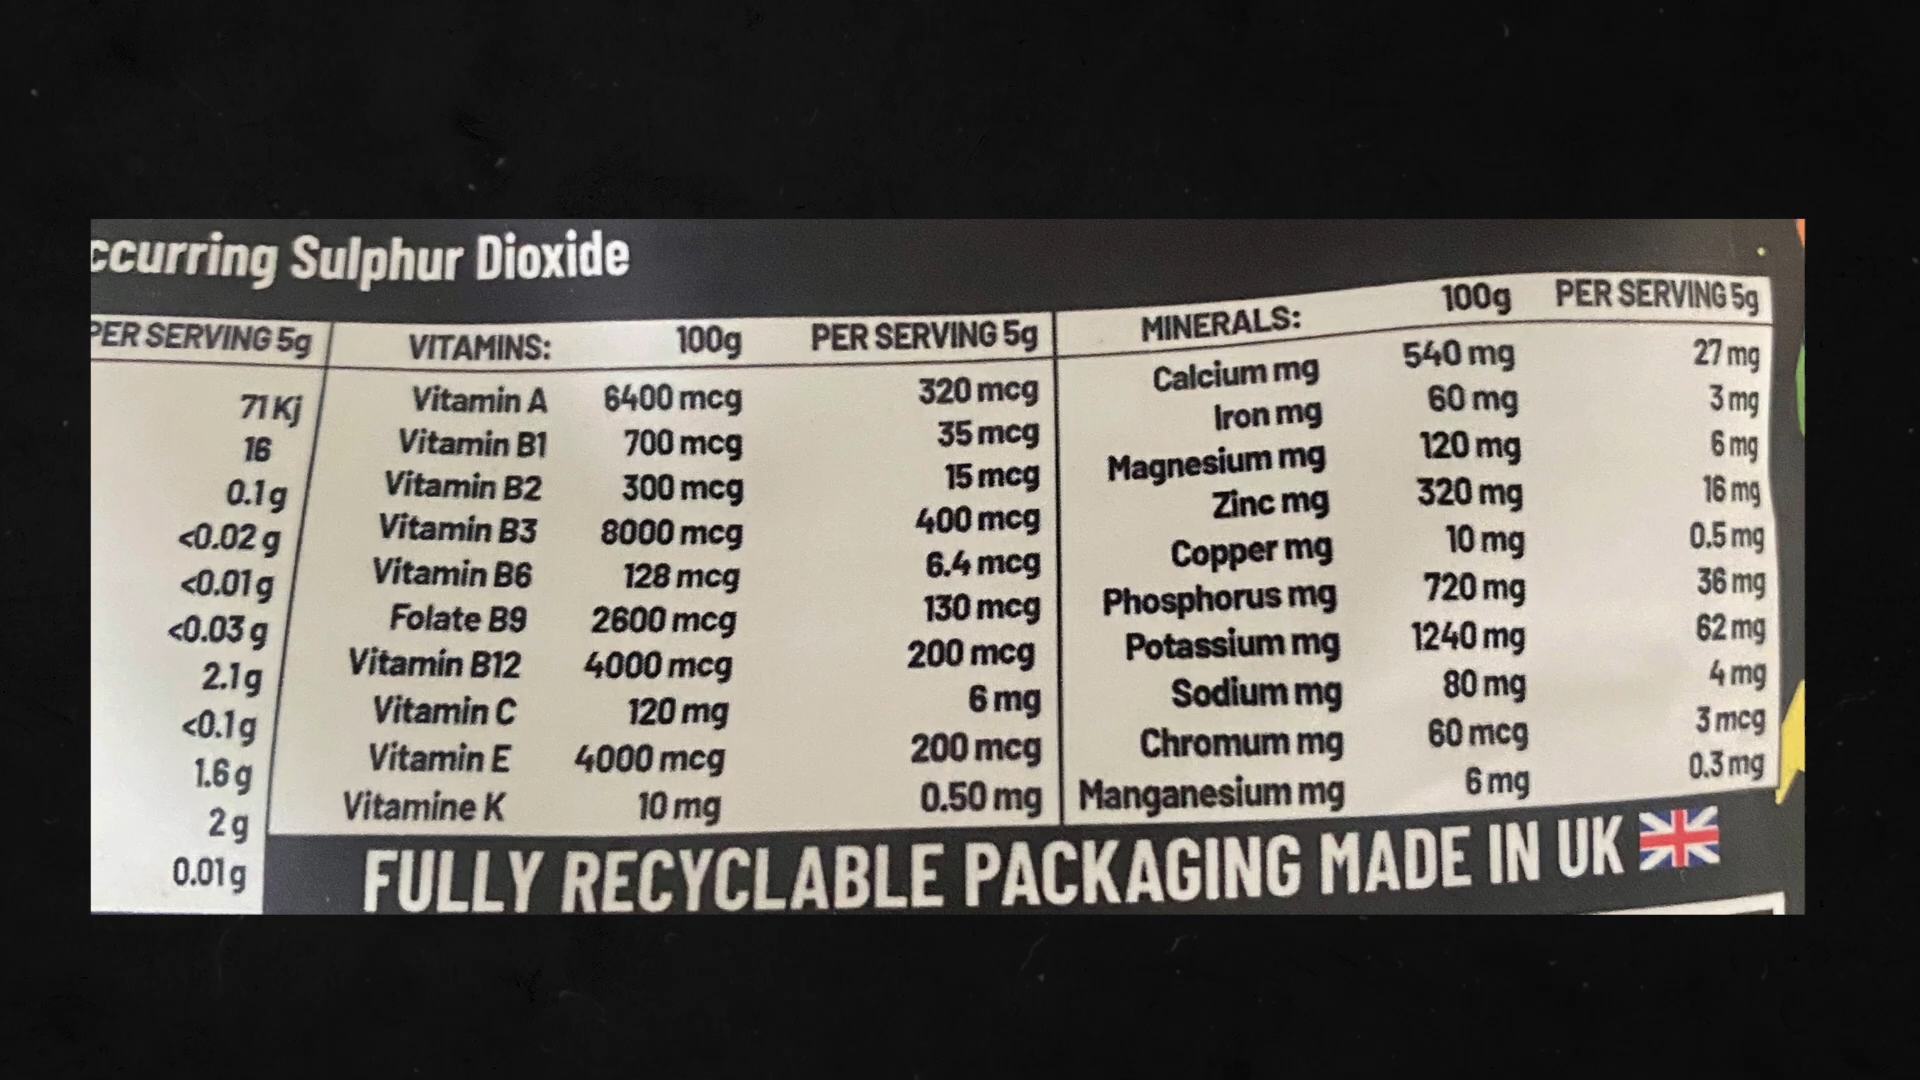 ccurring Sulphur Dioxide
PER SERVING 5g
71 Kj
16
0.1 g
<0.02 g
<0.01 g
<0.03 g
2.1 g
<0.1 g
1.6 g
2 g
0.01 g
VITAMINS: 100g PER SERVING 5g
Vitamin A 6400 mcg 320 mcg
Vitamin B1 700 mcg 35 mcg
Vitamin B2 300 mcg 15 mcg
Vitamin B3 8000 mcg 400 mcg
Vitamin B6 128 mcg 6.4 mcg
Folate B9 2600 mcg 130 mcg
Vitamin B12 4000 mcg 200 mcg
Vitamin C 120 mg 6 mg
Vitamin E 4000 mcg 200 mcg
Vitamine K 10 mg 0.50 mg
MINERALS: 100g PER SERVING 5g
Calcium mg 540 mg 27 mg
Iron mg 60 mg 3 mg
Magnesium mg 120 mg 6 mg
Zinc mg 320 mg 16 mg
Copper mg 10 mg 0.5 mg
Phosphorus mg 720 mg 36 mg
Potassium mg 1240 mg 62 mg
Sodium mg 80 mg 4 mg
Chromum mg 60 mcg 3 mcg
Manganesium mg 6 mg 0.3 mg
FULLY RECYCLABLE PACKAGING MADE IN UK